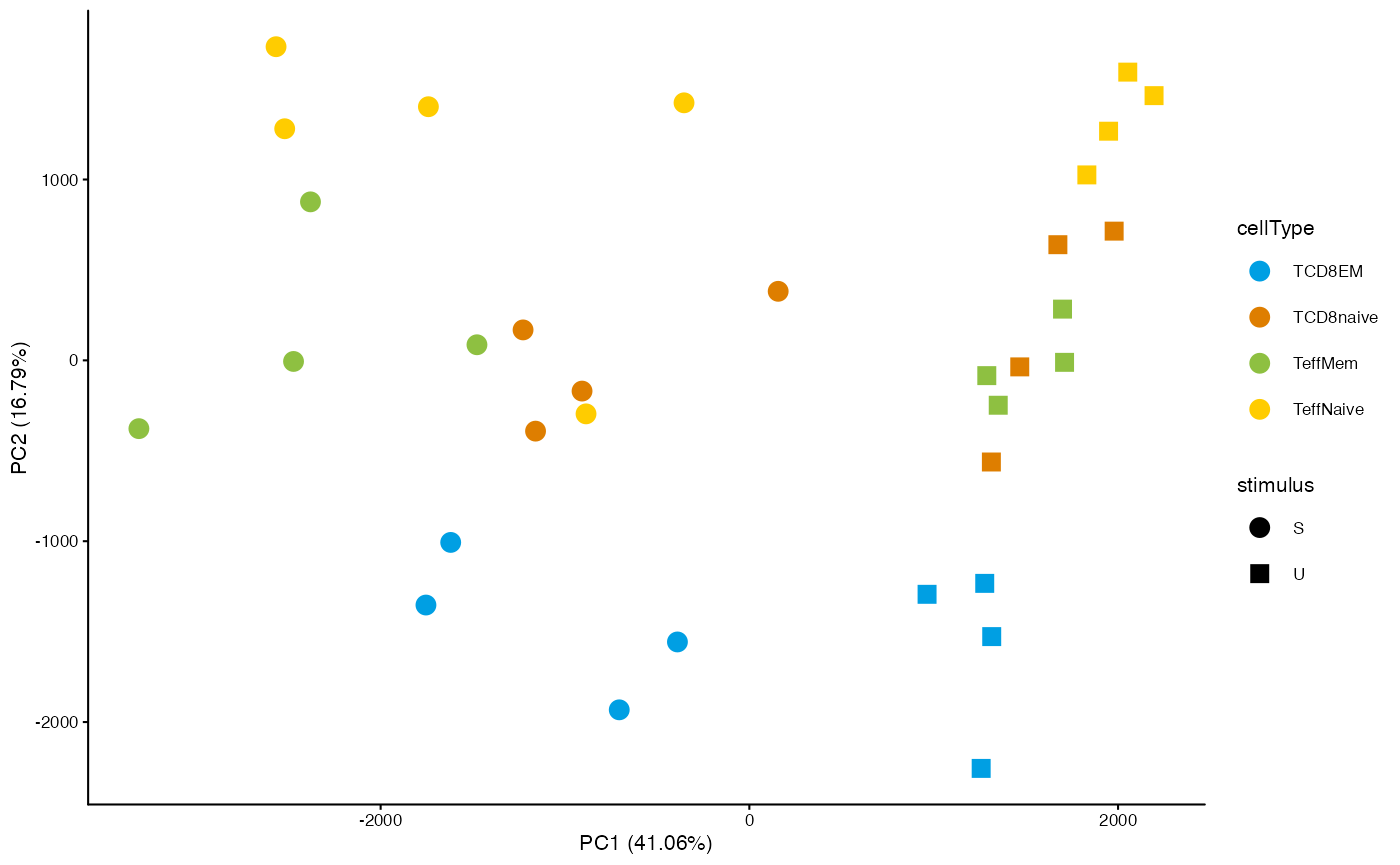 PC2 (16.79%)
1000
0
-1000
-2000
-2000
0
2000
PC1 (41.06%)
cellType
TCD8EM
TCD8naive
TeffMem
TeffNaive
stimulus
S
U